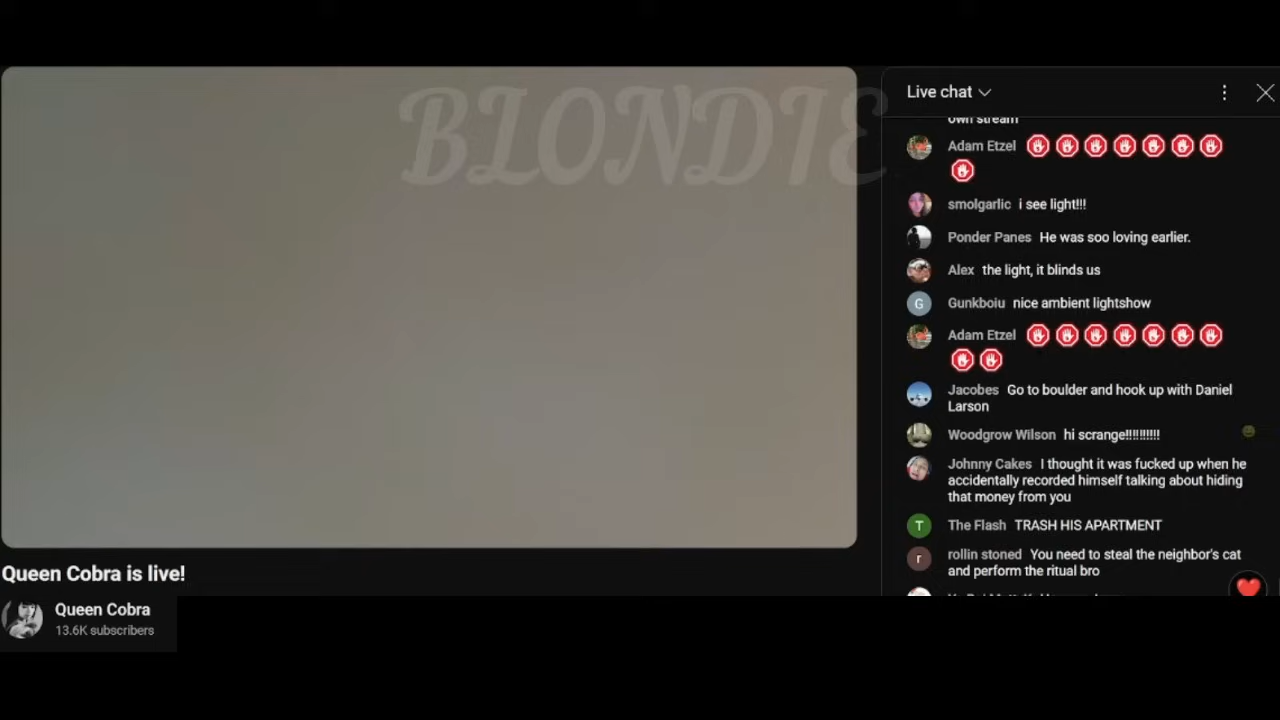 BLONDIE
Live chat
own stream
Adam Etzel
smolgarlic i see light!!!
Ponder Panes He was soo loving earlier.
Alex the light, it blinds us
G Gunkboiu nice ambient lightshow
Adam Etzel
Jacobes Go to boulder and hook up with Daniel
Larson
Woodgrow Wilson hi scrange!!!!!!!!!!
Johnny Cakes I thought it was fucked up when he
accidentally recorded himself talking about hiding
that money from you
T The Flash TRASH HIS APARTMENT
r rollin stoned You need to steal the neighbor's cat
and perform the ritual bro
Queen Cobra is live!
Queen Cobra
13.6K subscribers